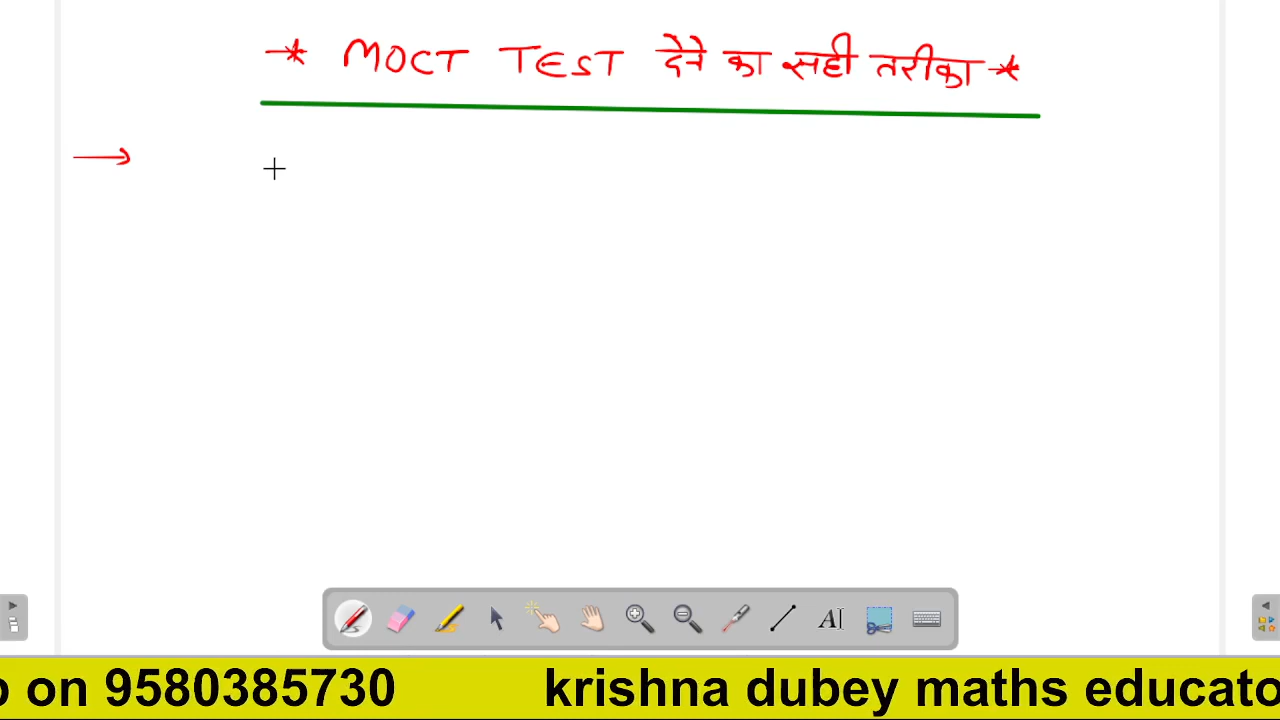 * MOCT TEST देने का सही तरीका *
p on 9580385730 krishna dubey maths educato